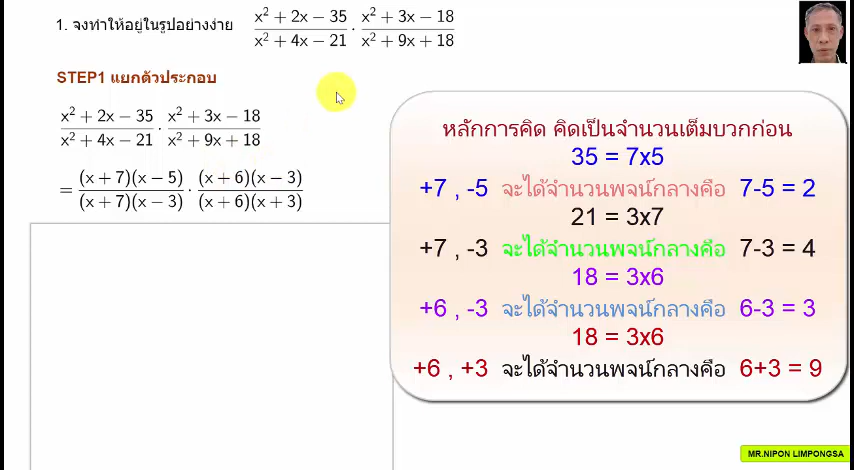 1. จงทำให้อยู่ในรูปอย่างง่าย (x² + 2x − 35)/(x² + 4x − 21) · (x² + 3x − 18)/(x² + 9x + 18)
STEP1 แยกตัวประกอบ
(x² + 2x − 35)/(x² + 4x − 21) · (x² + 3x − 18)/(x² + 9x + 18)
= (x + 7)(x − 5)/(x + 7)(x − 3) · (x + 6)(x − 3)/(x + 6)(x + 3)
หลักการคิด คิดเป็นจำนวนเต็มบวกก่อน
35 = 7x5
+7 , -5 จะได้จำนวนพจน์กลางคือ 7-5 = 2
21 = 3x7
+7 , -3 จะได้จำนวนพจน์กลางคือ 7-3 = 4
18 = 3x6
+6 , -3 จะได้จำนวนพจน์กลางคือ 6-3 = 3
18 = 3x6
+6 , +3 จะได้จำนวนพจน์กลางคือ 6+3 = 9
MR.NIPON LIMPONGSA